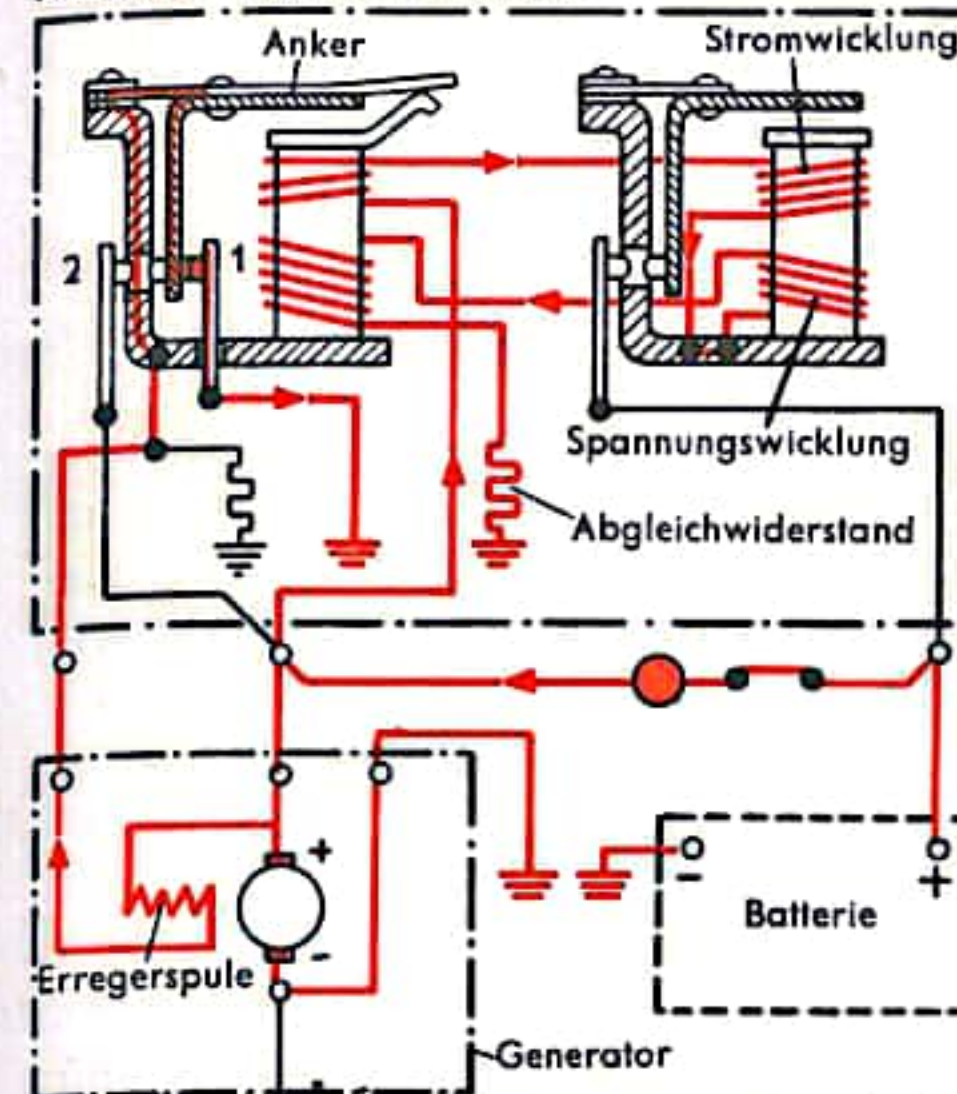 Anker
Stromwicklung
2
1
Spannungswicklung
Abgleichwiderstand
+
-
-
+
Batterie
Erregerspule
Generator